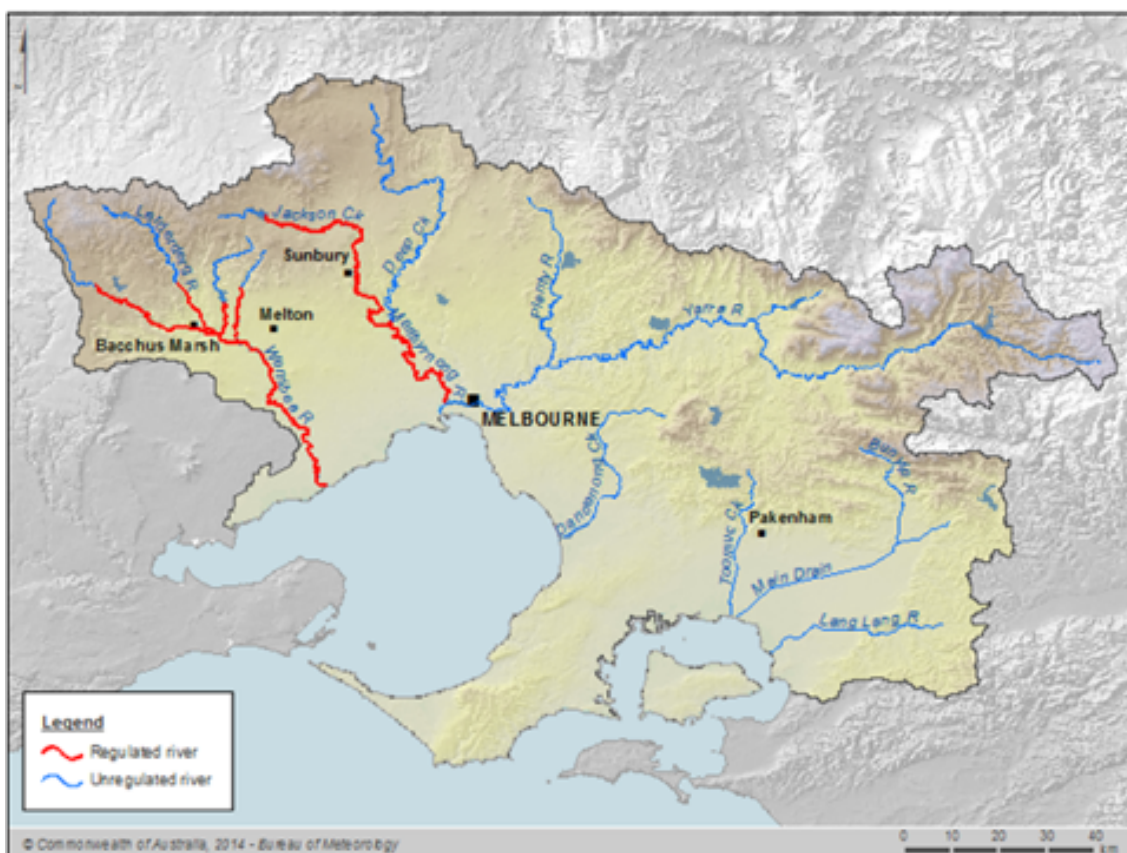 Jackson Ck
Lerderderg R
Sunbury
Deep Ck
Plenty R
Yarra R
Melton
Bacchus Marsh
Maribyrnong R
Werribee R
MELBOURNE
Dandenong Ck
Bunyip R
Toomuc Ck
Pakenham
Main Drain
Lang Lang R
Legend
Regulated river
Unregulated river
© Commonwealth of Australia, 2014 - Bureau of Meteorology
0 10 20 30 40
km